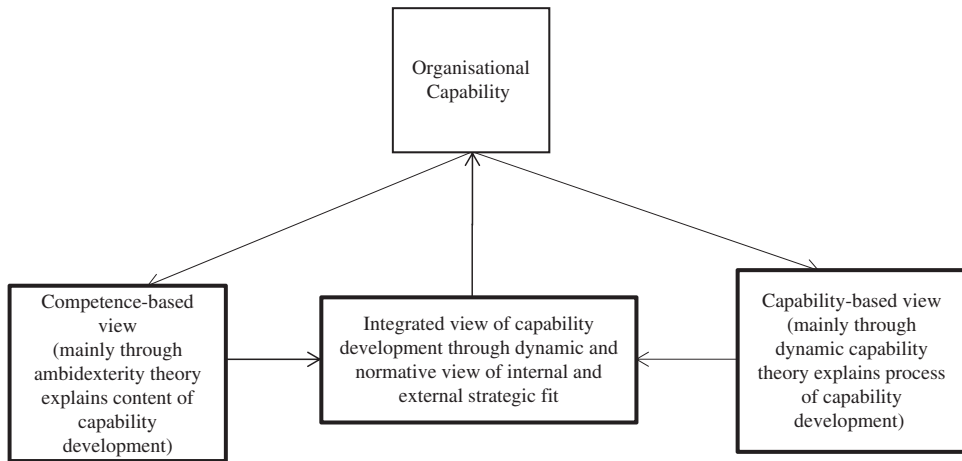 Organisational
Capability
Competence-based
view
(mainly through
ambidexterity theory
explains content of
capability
development)
Integrated view of capability
development through dynamic and
normative view of internal and
external strategic fit
Capability-based view
(mainly through
dynamic capability
theory explains process
of capability
development)